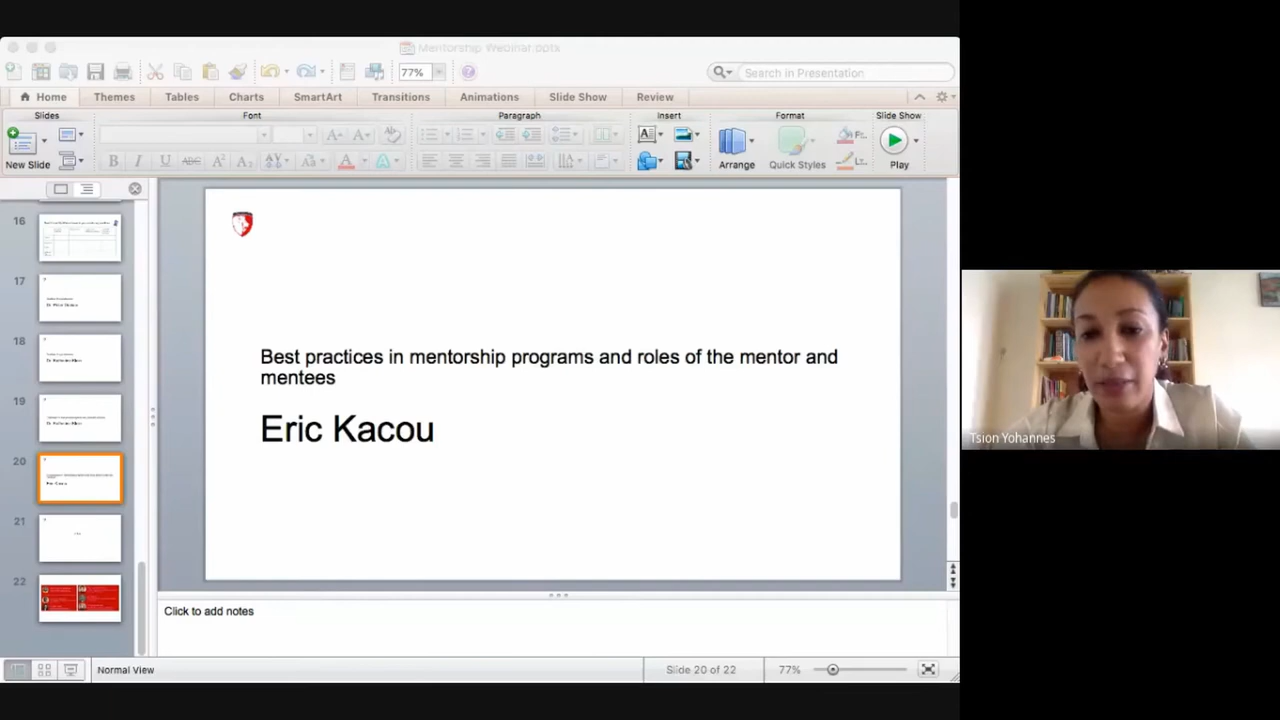 Mentorship Webinar.pptx
77%
Search in Presentation
Home Themes Tables Charts SmartArt Transitions Animations Slide Show Review
Slides Font Paragraph Insert Format Slide Show
New Slide Arrange Quick Styles Play
16
17
18
19
20
21
22
Best practices in mentorship programs and roles of the mentor and
mentees
Eric Kacou
Click to add notes
Normal View
Slide 20 of 22
77%
Tsion Yohannes